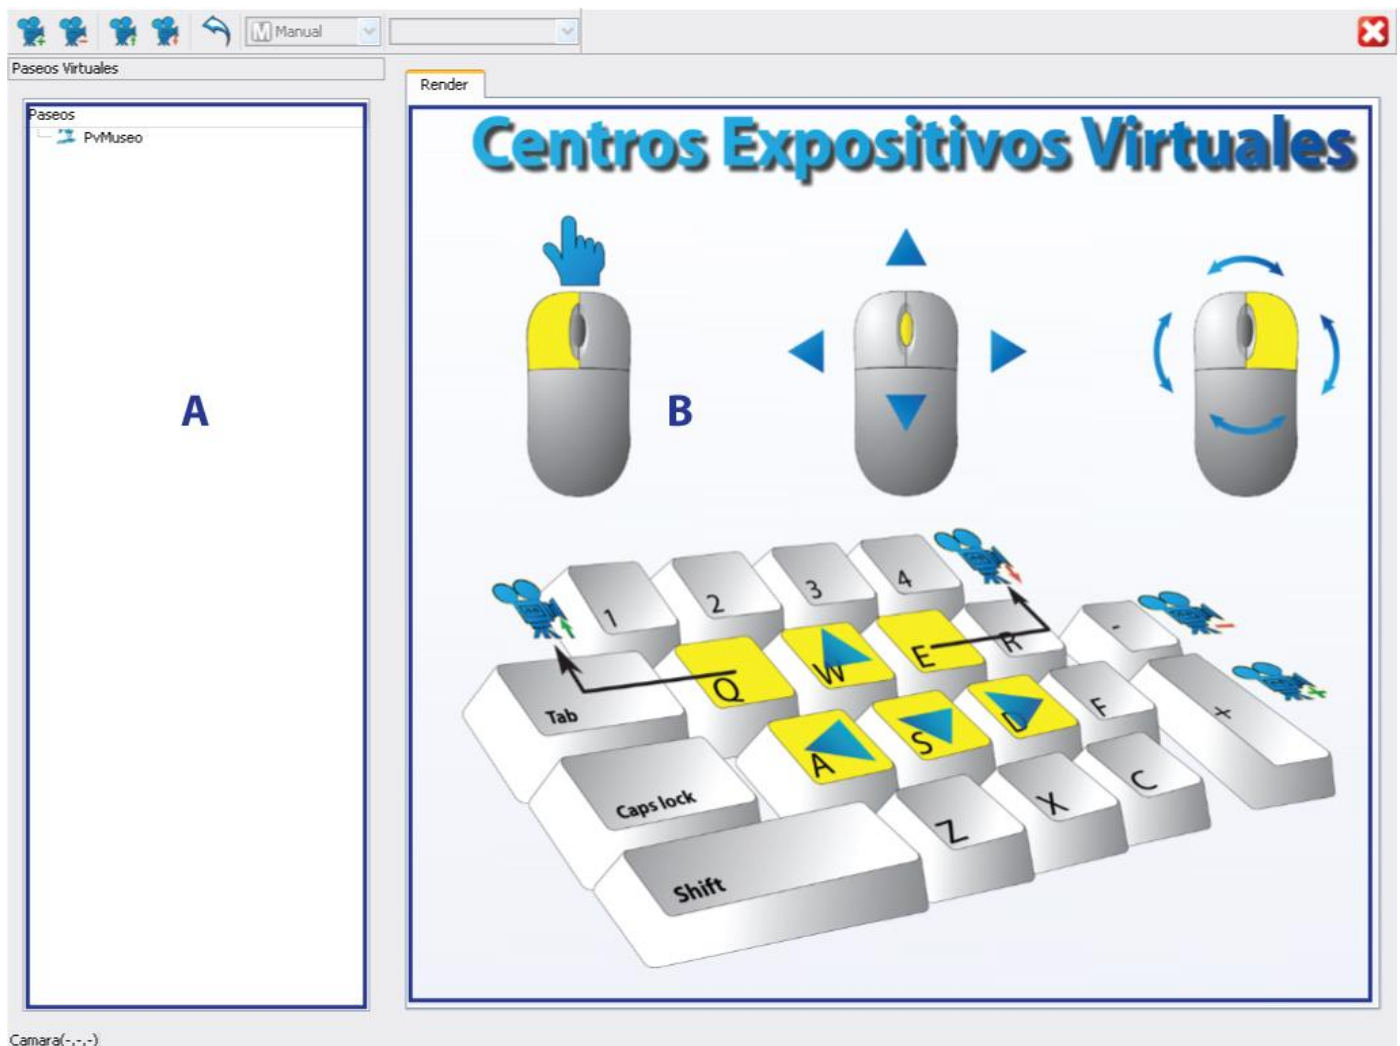 M Manual
Paseos Virtuales
Render
Paseos
PvMuseo
Centros Expositivos Virtuales
A
B
1 2 3 4
Tab Q W E R -
Caps lock A S D F +
Shift Z X C
Camara(-,-,-)